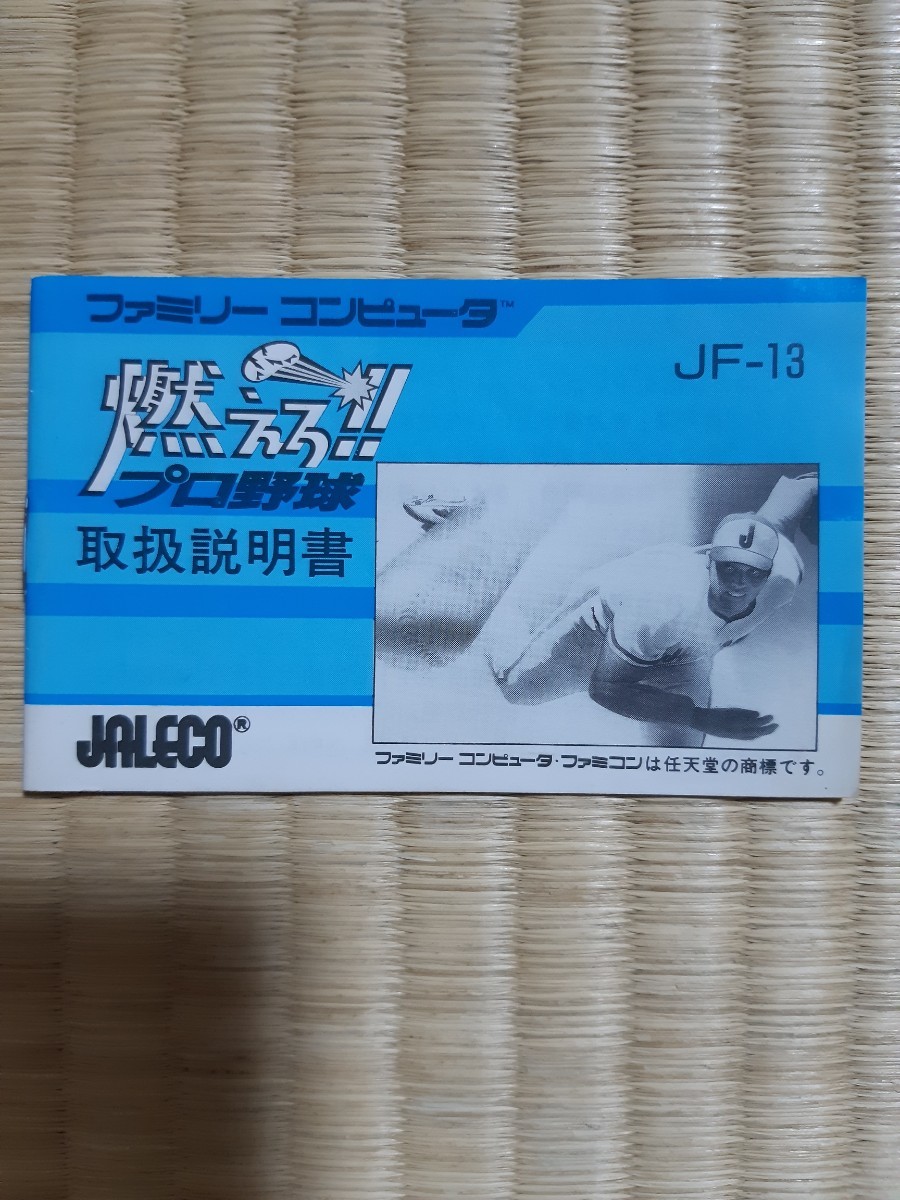 ファミリー コンピュータ™
JF-13
燃えろ!!
プロ野球
取扱説明書
J
JALECO®
ファミリー コンピュータ・ファミコンは任天堂の商標です。